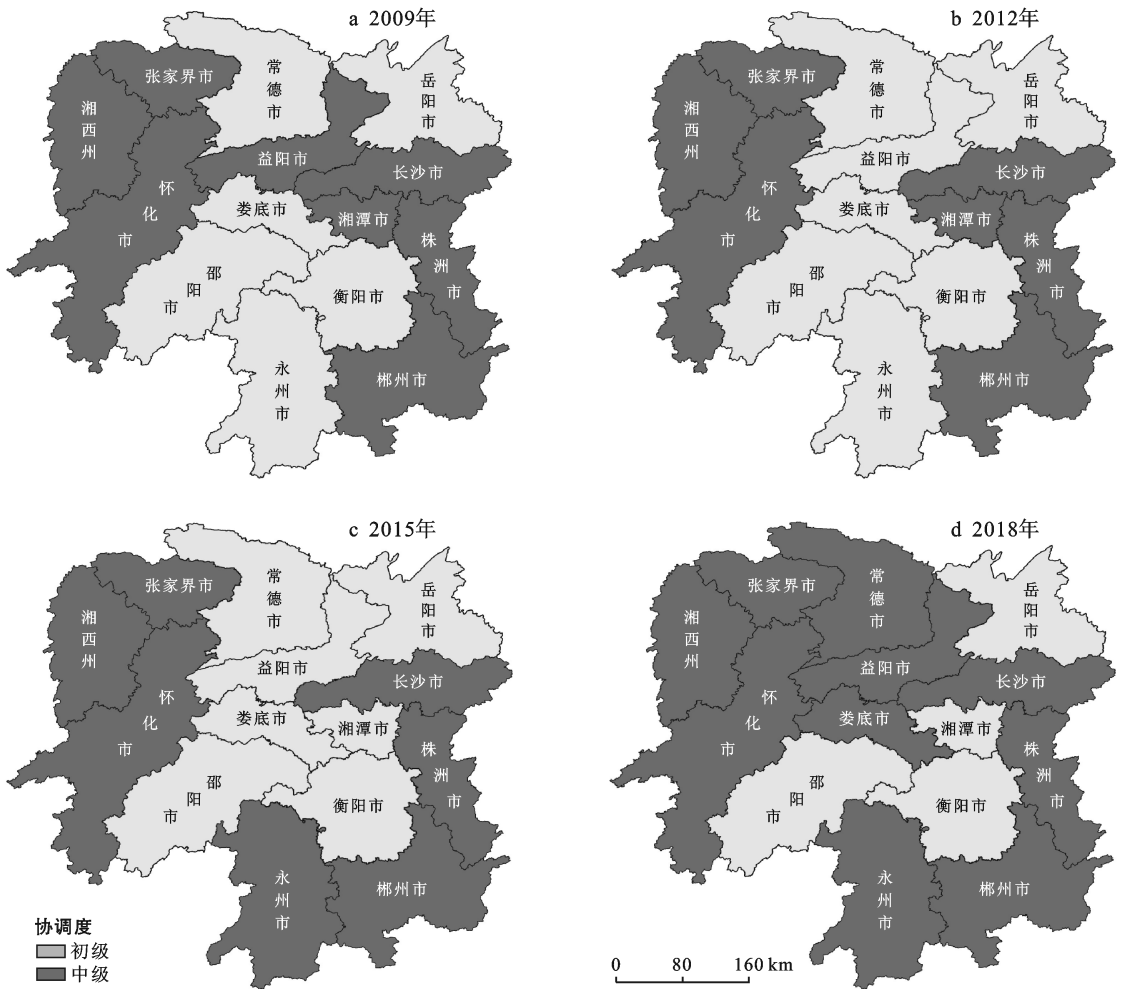 a 2009年
张家界市
常德市
岳阳市
湘西州
益阳市
长沙市
怀化市
娄底市
湘潭市
株洲市
邵阳市
衡阳市
永州市
郴州市
b 2012年
张家界市
常德市
岳阳市
湘西州
益阳市
长沙市
怀化市
娄底市
湘潭市
株洲市
邵阳市
衡阳市
永州市
郴州市
c 2015年
张家界市
常德市
岳阳市
湘西州
益阳市
长沙市
怀化市
娄底市
湘潭市
株洲市
邵阳市
衡阳市
永州市
郴州市
d 2018年
张家界市
常德市
岳阳市
湘西州
益阳市
长沙市
怀化市
娄底市
湘潭市
株洲市
邵阳市
衡阳市
永州市
郴州市
协调度
初级
中级
0 80 160 km